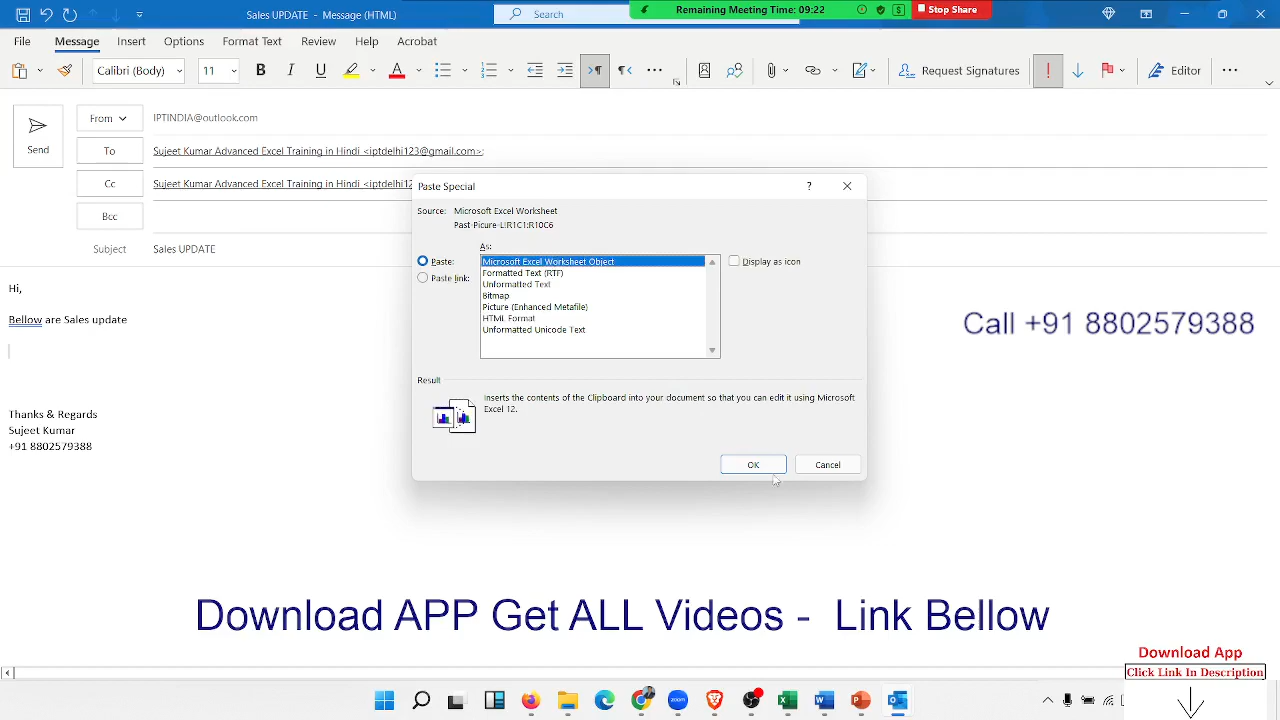 Sales UPDATE - Message (HTML)
Search
Remaining Meeting Time: 09:22
Stop Share
File Message Insert Draw Options Format Text Review Help Acrobat
Calibri (Body) 11 B I U A
Request Signatures
Editor
Send
From
IPTINDIA@outlook.com
To
Sujeet Kumar Advanced Excel Training in Hindi <iptdelhi123@gmail.com>;
Cc
Sujeet Kumar Advanced Excel Training in Hindi <iptdelhi12
Bcc
Subject
Sales UPDATE
Paste Special
Source: Microsoft Excel Worksheet
Past-Picure-L!R1C1:R10C6
As:
Paste:
Paste link:
Microsoft Excel Worksheet Object
Formatted Text (RTF)
Unformatted Text
Bitmap
Picture (Enhanced Metafile)
HTML Format
Unformatted Unicode Text
Display as icon
Result
Inserts the contents of the Clipboard into your document so that you can edit it using Microsoft
Excel 12.
OK
Cancel
Hi,
Bellow are Sales update
Thanks & Regards
Sujeet Kumar
+91 8802579388
Call +91 8802579388
Download APP Get ALL Videos - Link Bellow
Download App
Click Link In Description
zoom